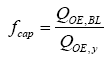 f_cap = Q_OE,BL / Q_OE,y